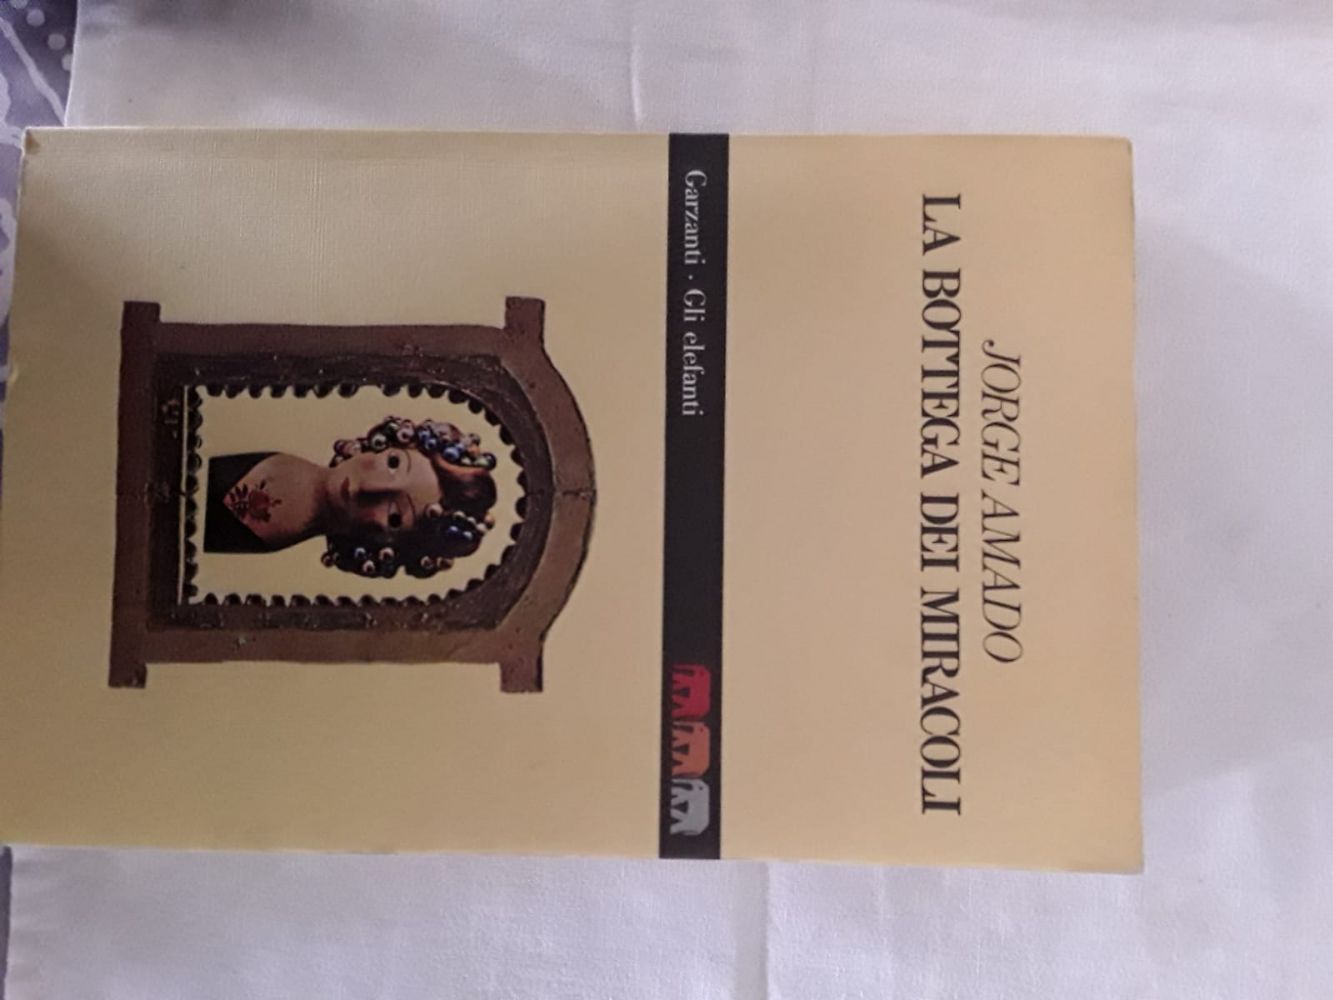 JORGE AMADO
LA BOTTEGA DEI MIRACOLI
Garzanti · Gli elefanti